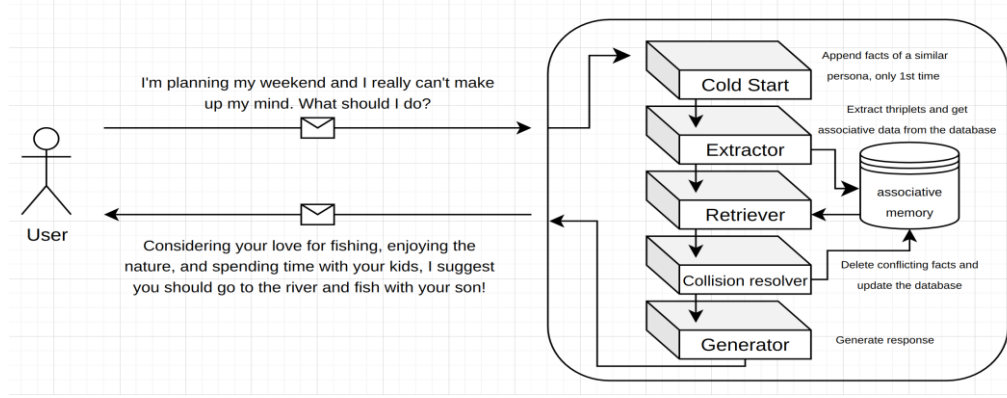 I'm planning my weekend and I really can't make
up my mind. What should I do?
User
Considering your love for fishing, enjoying the
nature, and spending time with your kids, I suggest
you should go to the river and fish with your son!
Cold Start
Append facts of a similar
persona, only 1st time
Extractor
Extract thriplets and get
associative data from the database
Retriever
associative
memory
Collision resolver
Delete conflicting facts and
update the database
Generator
Generate response